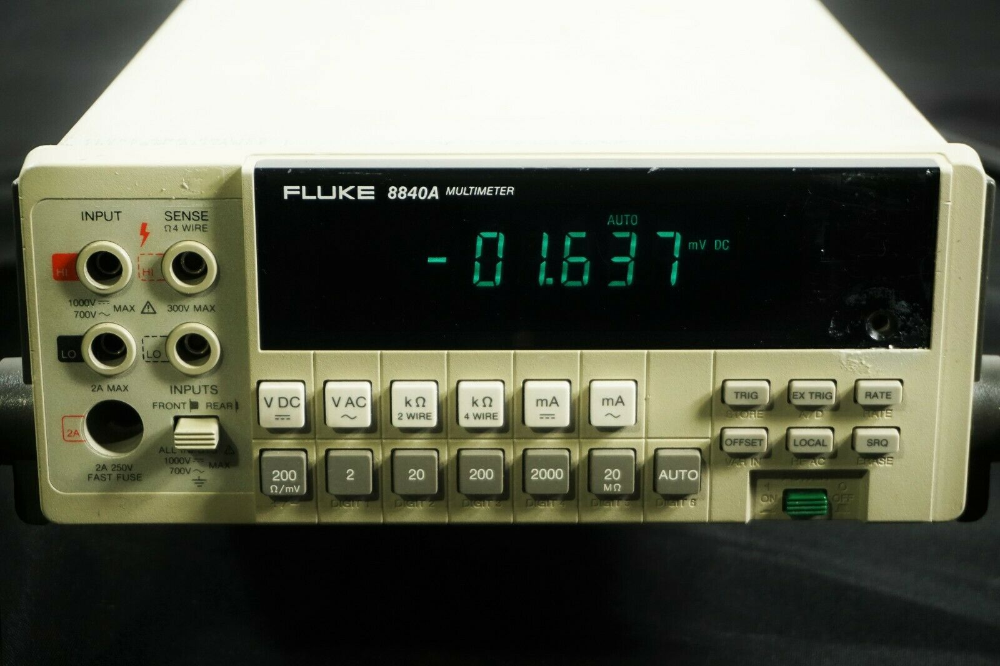 FLUKE 8840A MULTIMETER
AUTO
-01.637 mV DC
INPUT
SENSE
Ω4 WIRE
HI
HI
1000V
700V ~ MAX
300V MAX
LO
LO
2A MAX
INPUTS
FRONT REAR
2A
ALL INPUTS
1000V
700V ~ MAX
2A 250V
FAST FUSE
V DC
V AC ~
kΩ
2 WIRE
kΩ
4 WIRE
mA
mA ~
200
Ω/mV
2
20
200
2000
20
MΩ
AUTO
+/-
DIGIT 1
DIGIT 2
DIGIT 3
DIGIT 4
DIGIT 5
DIGIT 6
TRIG
EX TRIG
RATE
STORE
A/D
RATE
OFFSET
LOCAL
SRQ
VAR IN
HF AC
ERASE
1
0
ON
OFF